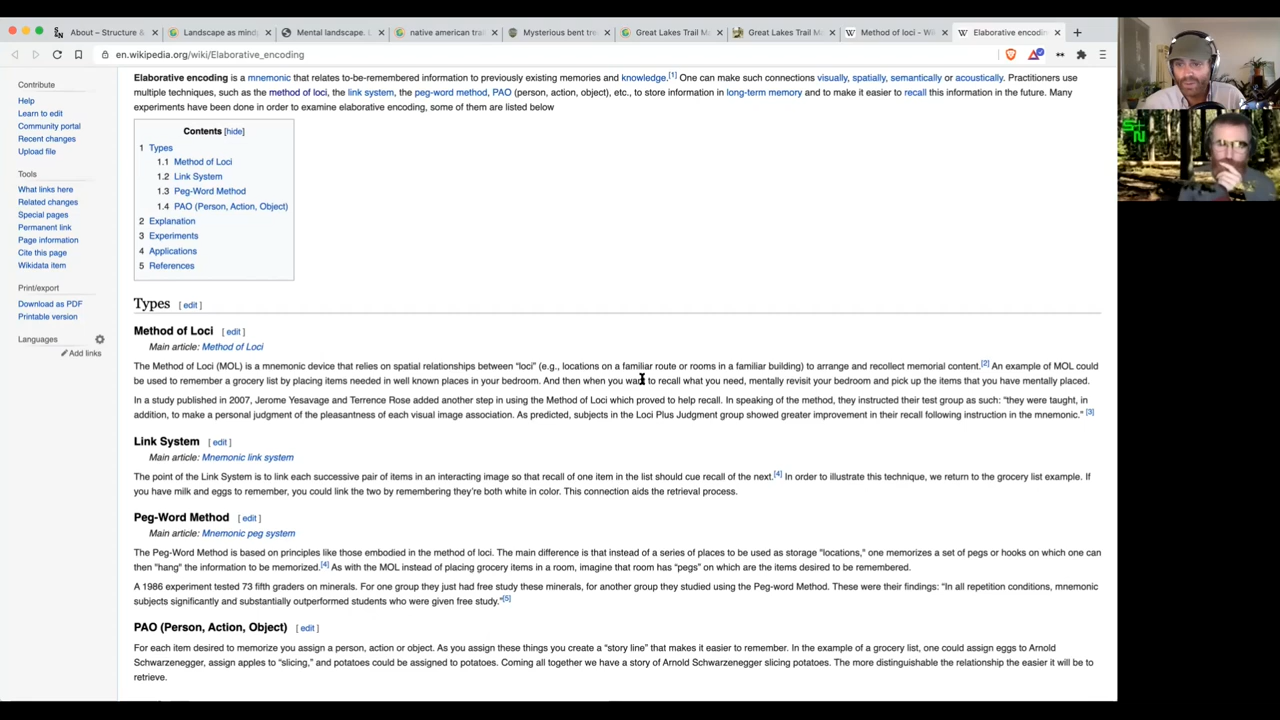 About – Structure &
Landscape as mind
Mental landscape. L
native american trai
Mysterious bent tre
Great Lakes Trail M
Great Lakes Trail Ma
Method of loci - Wi
Elaborative encodin
en.wikipedia.org/wiki/Elaborative_encoding
Contribute
Help
Learn to edit
Community portal
Recent changes
Upload file
Tools
What links here
Related changes
Special pages
Permanent link
Page information
Cite this page
Wikidata item
Print/export
Download as PDF
Printable version
Languages
Add links
Elaborative encoding is a mnemonic that relates to-be-remembered information to previously existing memories and knowledge.[1] One can make such connections visually, spatially, semantically or acoustically. Practitioners use
multiple techniques, such as the method of loci, the link system, the peg-word method, PAO (person, action, object), etc., to store information in long-term memory and to make it easier to recall this information in the future. Many
experiments have been done in order to examine elaborative encoding, some of them are listed below
Contents [hide]
1 Types
1.1 Method of Loci
1.2 Link System
1.3 Peg-Word Method
1.4 PAO (Person, Action, Object)
2 Explanation
3 Experiments
4 Applications
5 References
Types [ edit ]
Method of Loci [ edit ]
Main article: Method of Loci
The Method of Loci (MOL) is a mnemonic device that relies on spatial relationships between “loci” (e.g., locations on a familiar route or rooms in a familiar building) to arrange and recollect memorial content.[2] An example of MOL could
be used to remember a grocery list by placing items needed in well known places in your bedroom. And then when you want to recall what you need, mentally revisit your bedroom and pick up the items that you have mentally placed.
In a study published in 2007, Jerome Yesavage and Terrence Rose added another step in using the Method of Loci which proved to help recall. In speaking of the method, they instructed their test group as such: “they were taught, in
addition, to make a personal judgment of the pleasantness of each visual image association. As predicted, subjects in the Loci Plus Judgment group showed greater improvement in their recall following instruction in the mnemonic.” [3]
Link System [ edit ]
Main article: Mnemonic link system
The point of the Link System is to link each successive pair of items in an interacting image so that recall of one item in the list should cue recall of the next.[4] In order to illustrate this technique, we return to the grocery list example. If
you have milk and eggs to remember, you could link the two by remembering they're both white in color. This connection aids the retrieval process.
Peg-Word Method [ edit ]
Main article: Mnemonic peg system
The Peg-Word Method is based on principles like those embodied in the method of loci. The main difference is that instead of a series of places to be used as storage "locations," one memorizes a set of pegs or hooks on which one can
then "hang" the information to be memorized.[4] As with the MOL instead of placing grocery items in a room, imagine that room has “pegs” on which are the items desired to be remembered.
A 1986 experiment tested 73 fifth graders on minerals. For one group they just had free study these minerals, for another group they studied using the Peg-word Method. These were their findings: “In all repetition conditions, mnemonic
subjects significantly and substantially outperformed students who were given free study.”[5]
PAO (Person, Action, Object) [ edit ]
For each item desired to memorize you assign a person, action or object. As you assign these things you create a “story line” that makes it easier to remember. In the example of a grocery list, one could assign eggs to Arnold
Schwarzenegger, assign apples to “slicing,” and potatoes could be assigned to potatoes. Coming all together we have a story of Arnold Schwarzenegger slicing potatoes. The more distinguishable the relationship the easier it will be to
retrieve.
S+N